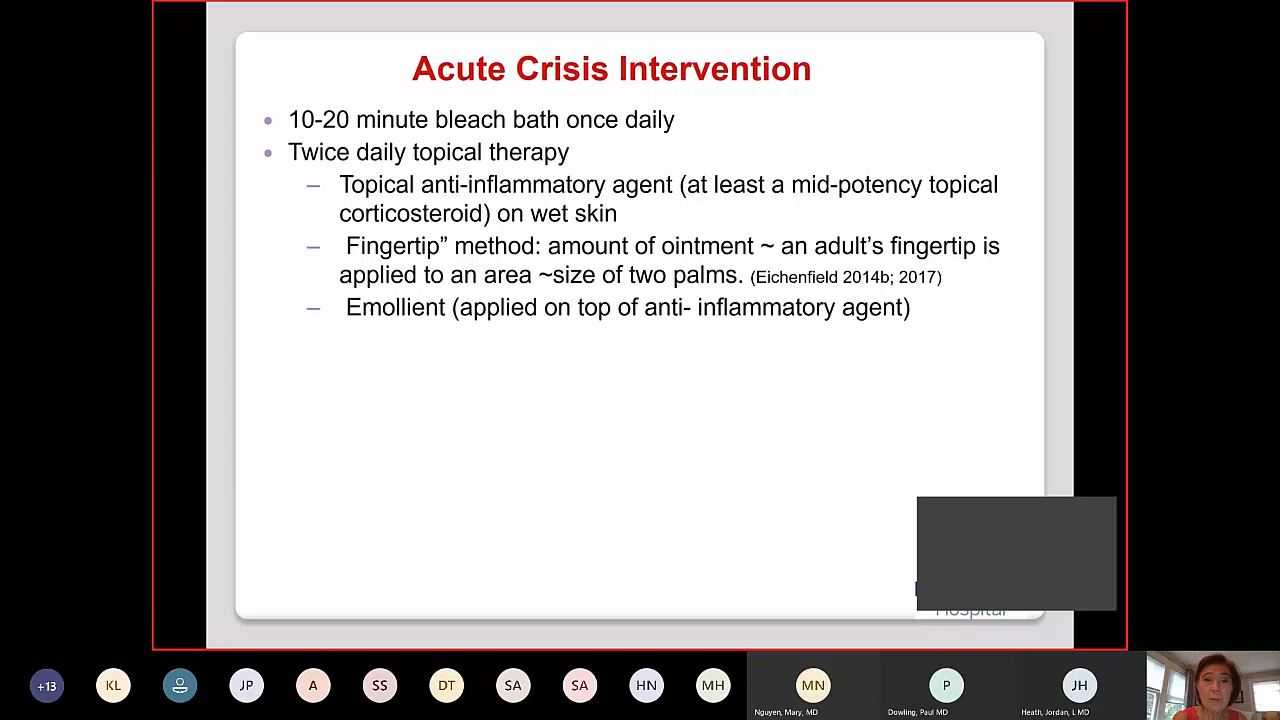 Acute Crisis Intervention
• 10-20 minute bleach bath once daily
• Twice daily topical therapy
– Topical anti-inflammatory agent (at least a mid-potency topical
corticosteroid) on wet skin
– Fingertip” method: amount of ointment ~ an adult’s fingertip is
applied to an area ~size of two palms. (Eichenfield 2014b; 2017)
– Emollient (applied on top of anti- inflammatory agent)
Hospital
+13
KL
JP
A
SS
DT
SA
SA
HN
MH
MN
P
JH
Nguyen, Mary, MD
Dowling, Paul MD
Heath, Jordan, L MD